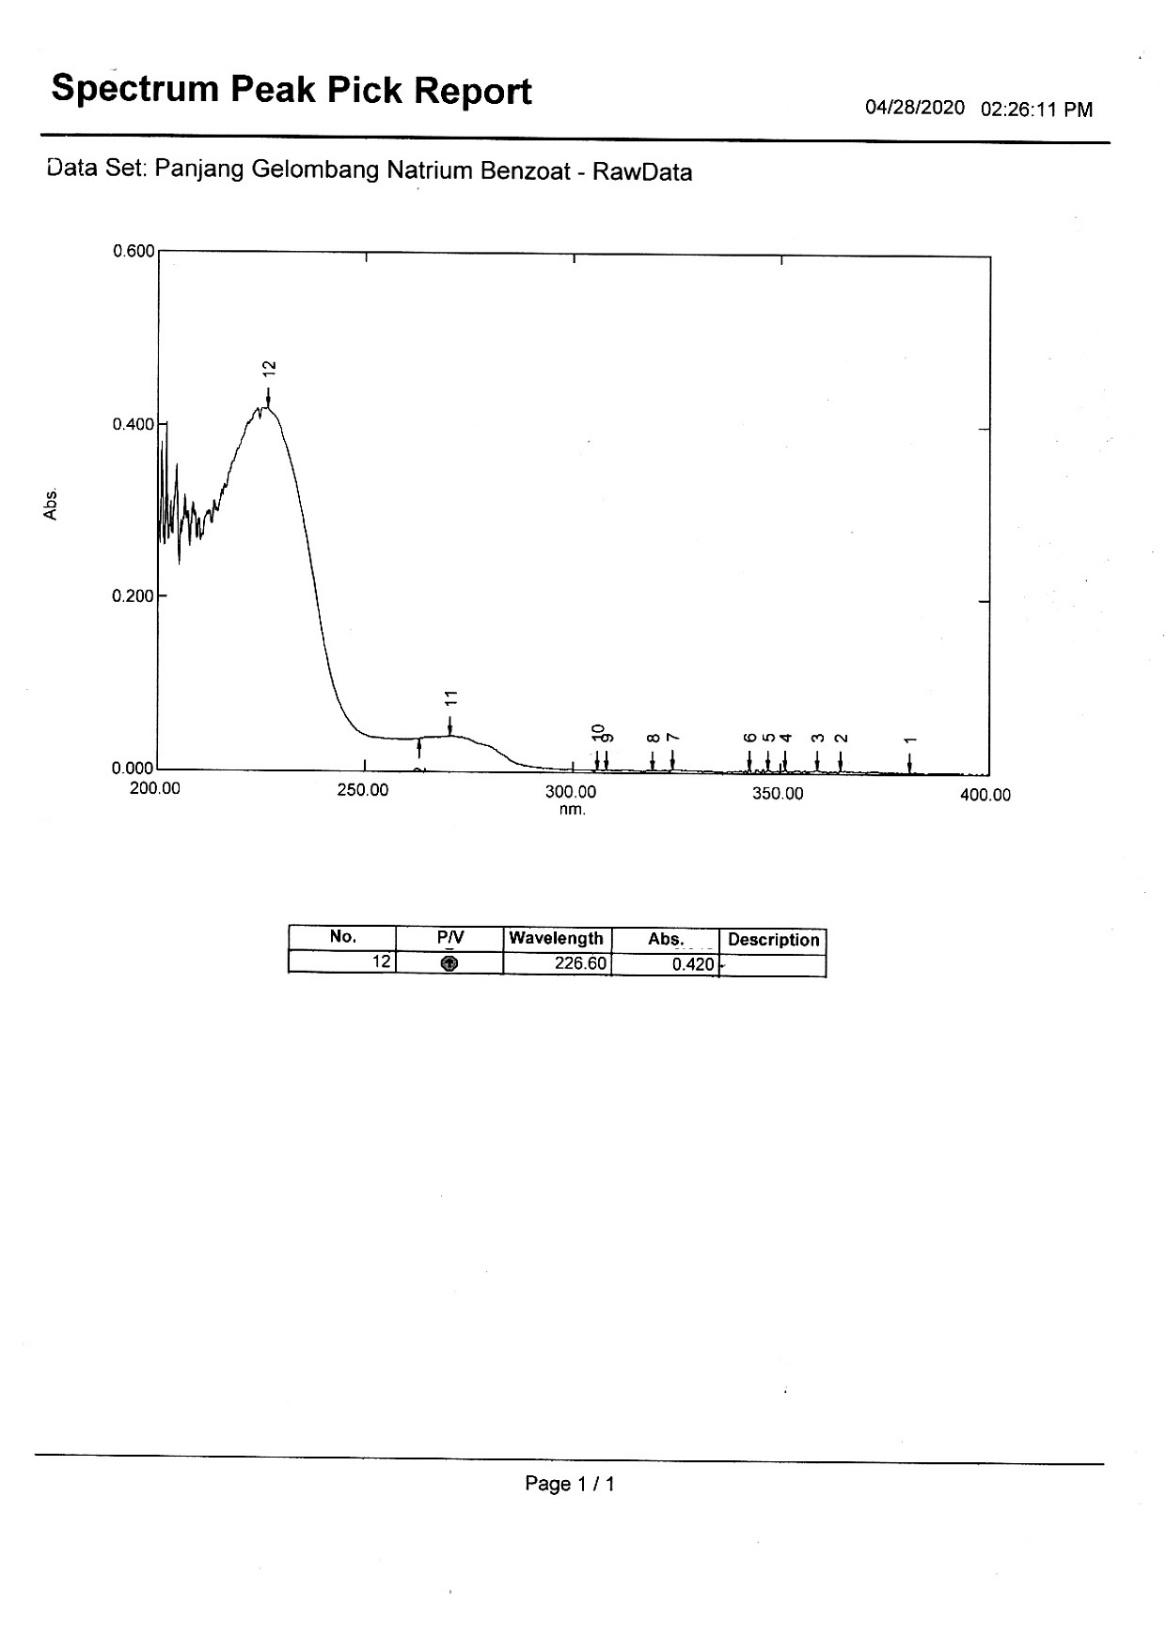 Spectrum Peak Pick Report
04/28/2020 02:26:11 PM
Data Set: Panjang Gelombang Natrium Benzoat - RawData
0.600
0.400
0.200
0.000
Abs.
12
11
10
9
8
7
6
5
4
3
2
1
200.00
250.00
300.00
350.00
400.00
nm.
No. P/V Wavelength Abs. Description
12 226.60 0.420
Page 1 / 1